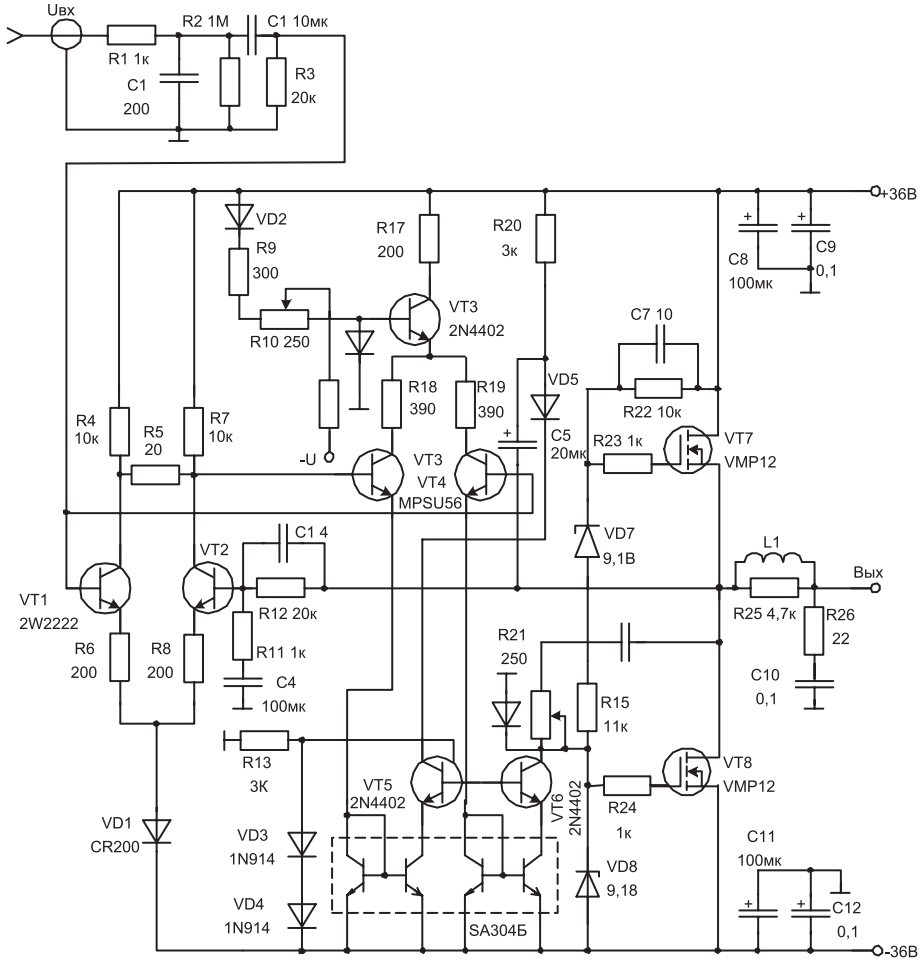 Uвх
R1 1к
R2 1M
C1 10мк
C1
200
R3
20к
+36В
VD2
R9
300
R10 250
R17
200
VT3
2N4402
R20
3к
C8
100мк
C9
0,1
C7 10
R22 10к
R4
10к
R5
20
R7
10к
R18
390
R19
390
VD5
C5
20мк
-U
VT3
VT4
MPSU56
R23 1к
VT7
VMP12
VD7
9,1В
VT1
2W2222
VT2
C1 4
R12 20к
R11 1к
C4
100мк
R6
200
R8
200
L1
Вых
R25 4,7к
R26
22
C10
0,1
R21
250
R15
11к
R13
3К
VT5
2N4402
VT6
2N4402
R24
1к
VT8
VMP12
VD1
CR200
VD3
1N914
VD4
1N914
SA304Б
VD8
9,18
C11
100мк
C12
0,1
-36В